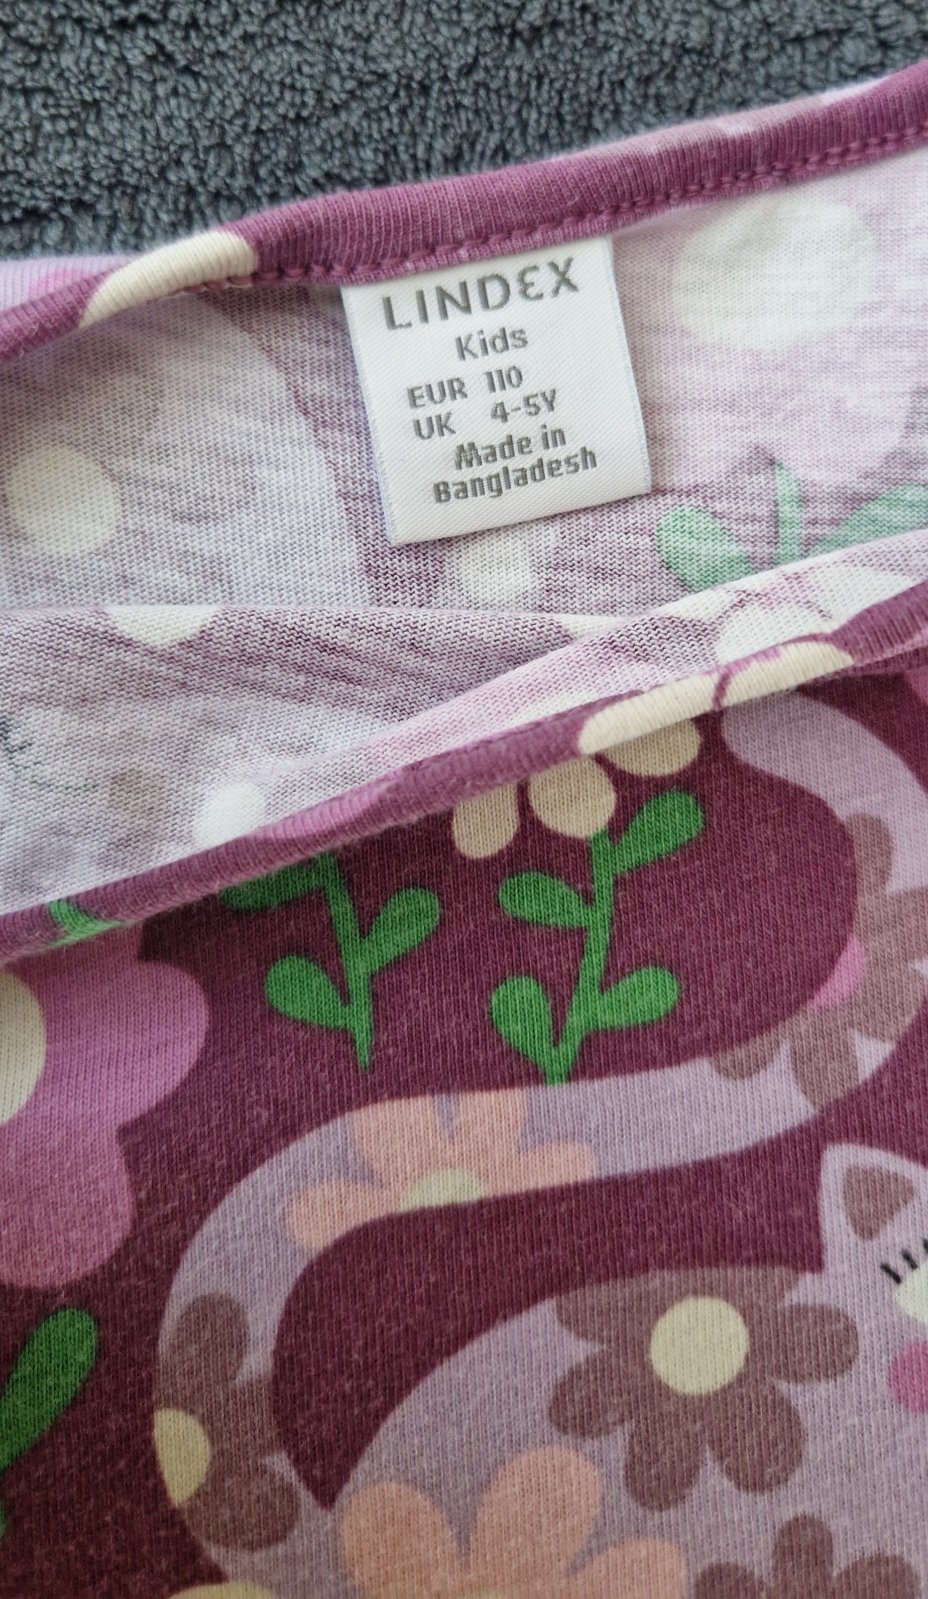 LINDEX
Kids
EUR 110
UK 4-5Y
Made in
Bangladesh